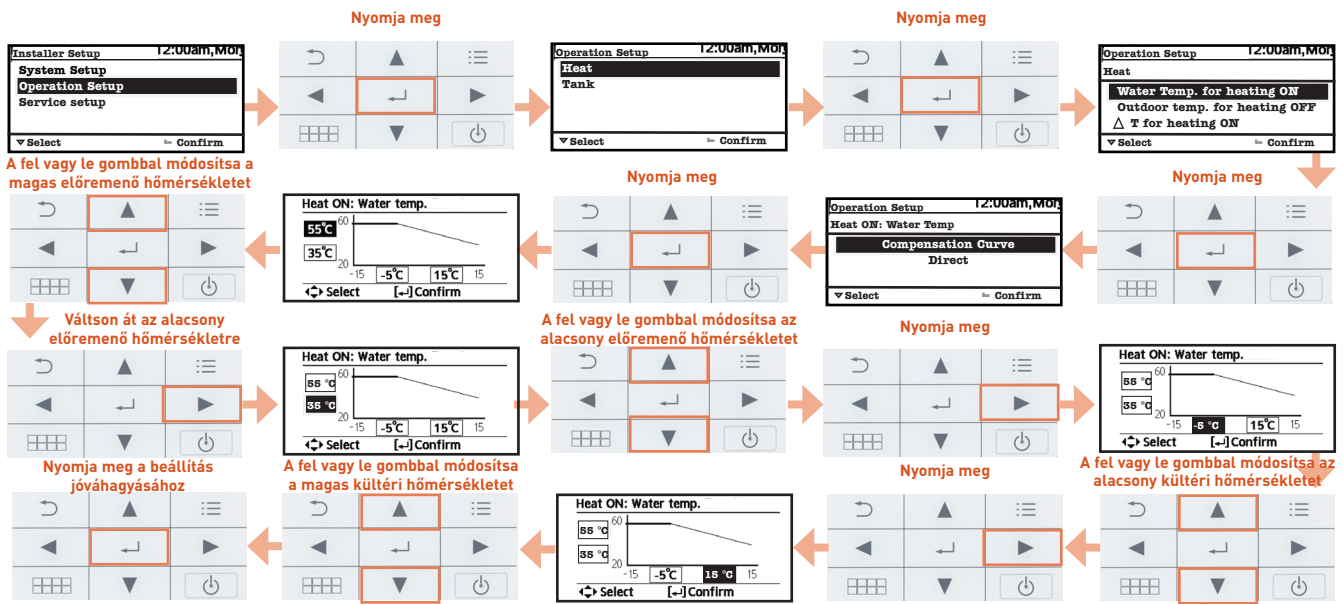 Nyomja meg
Nyomja meg
Installer Setup 12:00am,Mon
System Setup
Operation Setup
Service setup
▼Select Confirm
Operation Setup 12:00am,Mon
Heat
Tank
▼Select Confirm
Operation Setup 12:00am,Mon
Heat
Water Temp. for heating ON
Outdoor temp. for heating OFF
△ T for heating ON
▼Select Confirm
A fel vagy le gombbal módosítsa a
magas előremenő hőmérsékletet
Nyomja meg
Nyomja meg
Operation Setup 12:00am,Mon
Heat ON: Water Temp
Compensation Curve
Direct
▼Select Confirm
Heat ON: Water temp.
55℃ 60
35℃
20
-15 -5℃ 15℃ 15
Select [↵]Confirm
Váltson át az alacsony
előremenő hőmérsékletre
Heat ON: Water temp.
55 °C 60
35 °C
20
-15 -5℃ 15℃ 15
Select [↵]Confirm
A fel vagy le gombbal módosítsa az
alacsony előremenő hőmérsékletet
Nyomja meg
Heat ON: Water temp.
55 °C 60
35 °C
20
-15 -5 °C 15℃ 15
Select [↵]Confirm
A fel vagy le gombbal módosítsa az
alacsony kültéri hőmérsékletet
Nyomja meg
Heat ON: Water temp.
55 °C 60
35 °C
20
-15 -5℃ 15 °C 15
Select [↵]Confirm
A fel vagy le gombbal módosítsa
a magas kültéri hőmérsékletet
Nyomja meg a beállítás
jóváhagyásához